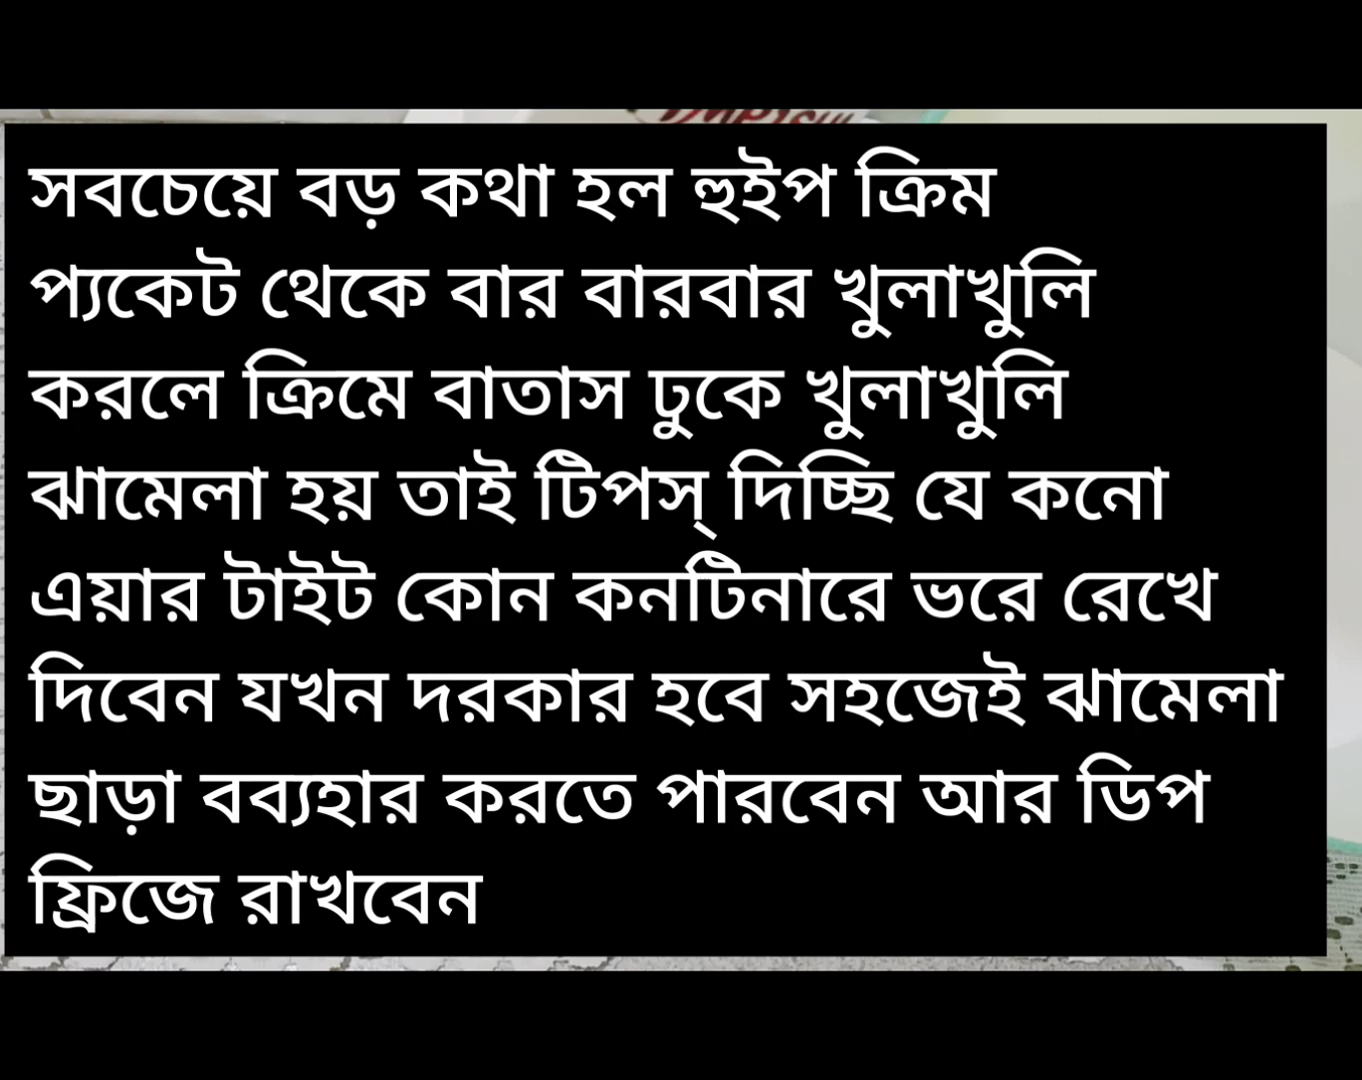 সবচেয়ে বড় কথা হল হুইপ ক্রিম
প্যকেট থেকে বার বারবার খুলাখুলি
করলে ক্রিমে বাতাস ঢুকে খুলাখুলি
ঝামেলা হয় তাই টিপস্ দিচ্ছি যে কনো
এয়ার টাইট কোন কনটিনারে ভরে রেখে
দিবেন যখন দরকার হবে সহজেই ঝামেলা
ছাড়া বব্যহার করতে পারবেন আর ডিপ
ফ্রিজে রাখবেন